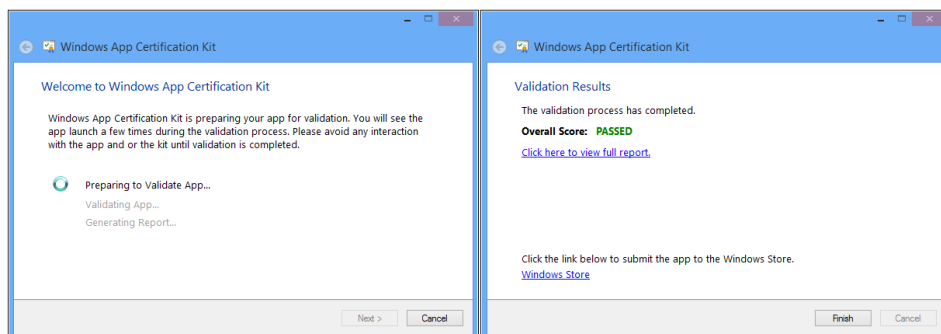 Windows App Certification Kit
Welcome to Windows App Certification Kit
Windows App Certification Kit is preparing your app for validation. You will see the
app launch a few times during the validation process. Please avoid any interaction
with the app and or the kit until validation is completed.
Preparing to Validate App...
Validating App...
Generating Report...
Next >
Cancel
Windows App Certification Kit
Validation Results
The validation process has completed.
Overall Score: PASSED
Click here to view full report.
Click the link below to submit the app to the Windows Store.
Windows Store
Finish
Cancel